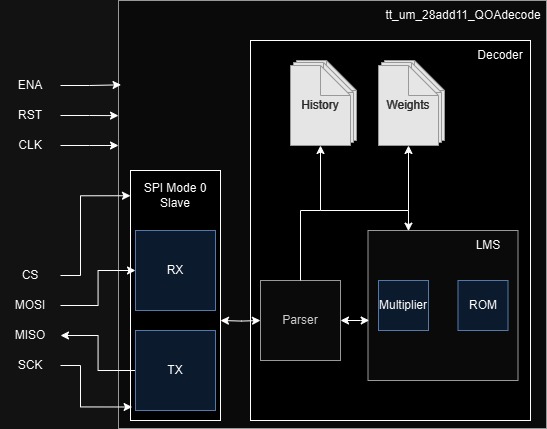 tt_um_28add11_QOAdecode
Decoder
ENA
RST
CLK
History
Weights
SPI Mode 0
Slave
RX
CS
MOSI
MISO
SCK
TX
Parser
LMS
Multiplier
ROM